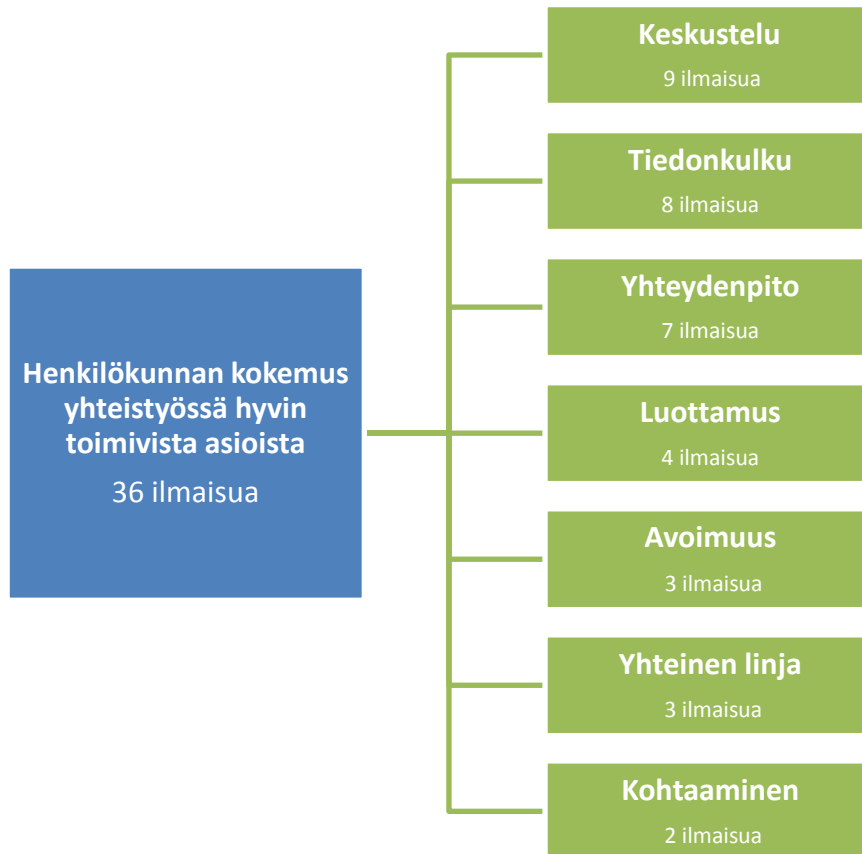 Henkilökunnan kokemus
yhteistyössä hyvin
toimivista asioista
36 ilmaisua
Keskustelu
9 ilmaisua
Tiedonkulku
8 ilmaisua
Yhteydenpito
7 ilmaisua
Luottamus
4 ilmaisua
Avoimuus
3 ilmaisua
Yhteinen linja
3 ilmaisua
Kohtaaminen
2 ilmaisua